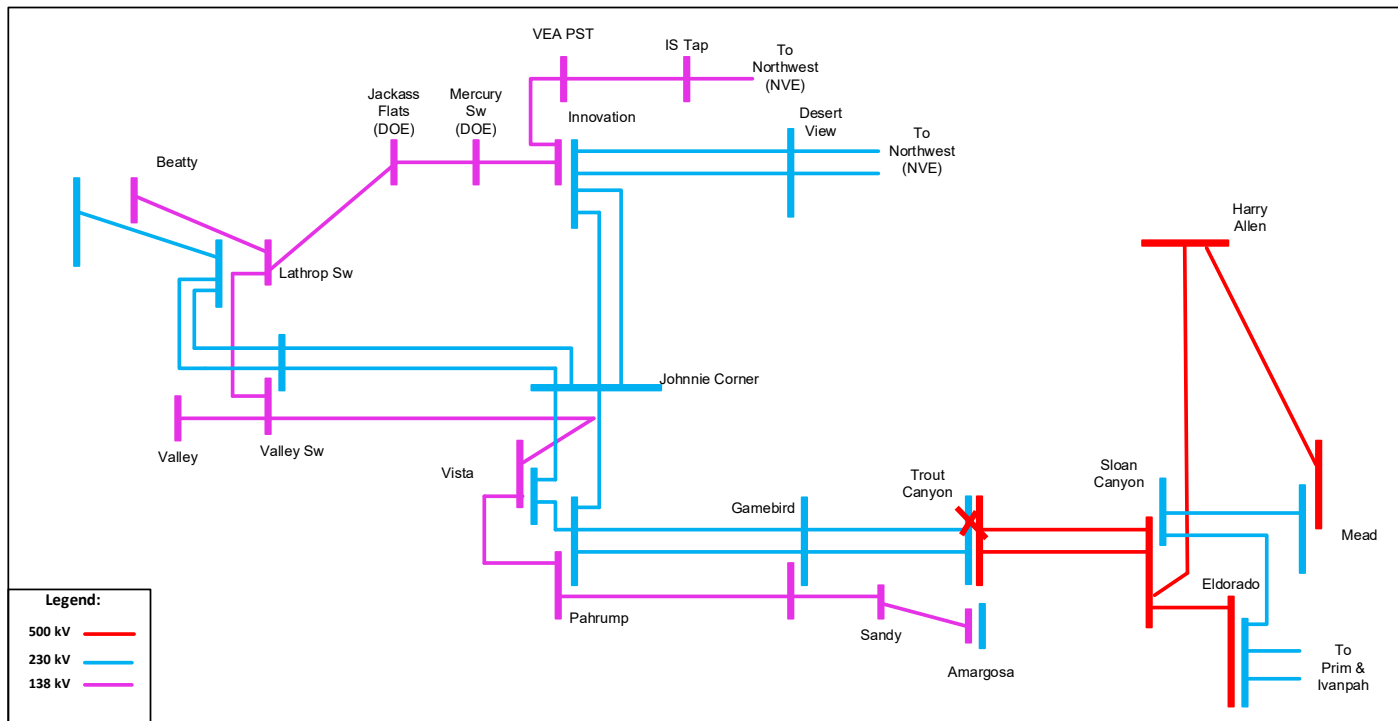 VEA PST
IS Tap
To
Northwest
(NVE)
Jackass
Flats
(DOE)
Mercury
Sw
(DOE)
Innovation
Desert
View
To
Northwest
(NVE)
Beatty
Harry
Allen
Lathrop Sw
Johnnie Corner
Valley
Valley Sw
Vista
Trout
Canyon
Sloan
Canyon
Gamebird
Mead
Eldorado
Pahrump
Sandy
Amargosa
To
Prim &
Ivanpah
Legend:
500 kV
230 kV
138 kV